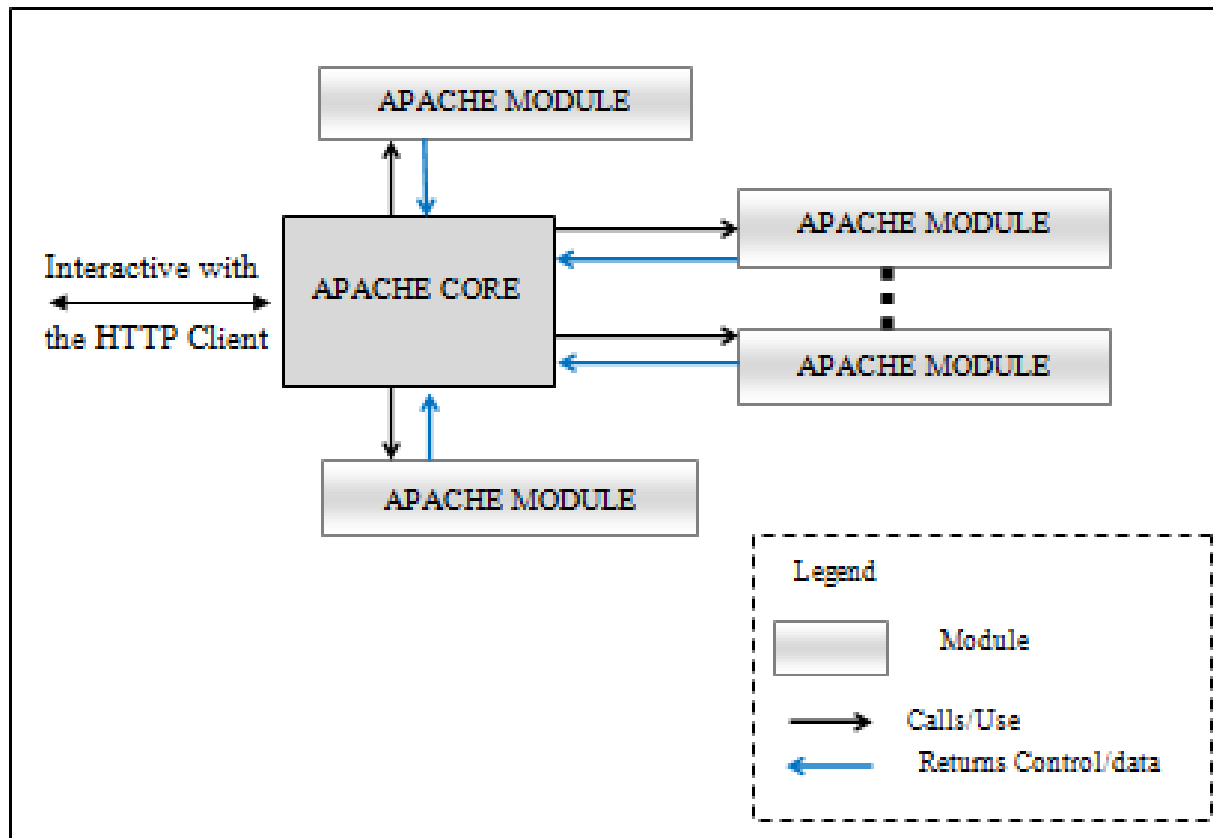 APACHE MODULE
APACHE MODULE
Interactive with
the HTTP Client
APACHE CORE
APACHE MODULE
APACHE MODULE
Legend
Module
Calls/Use
Returns Control/data